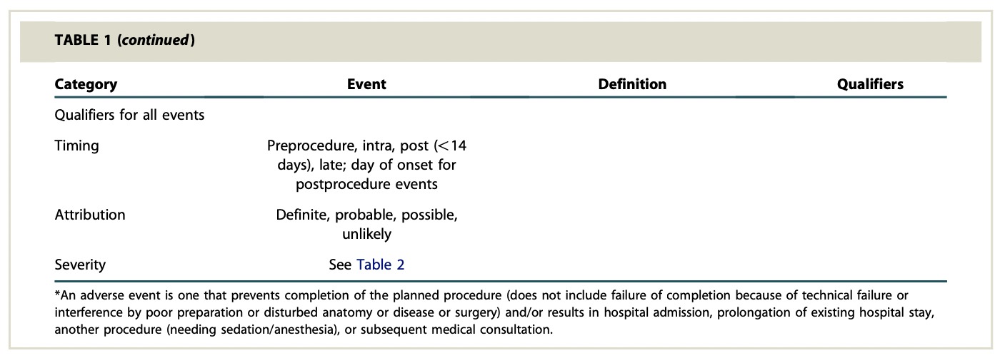 TABLE 1 (continued)
Category Event Definition Qualifiers
Qualifiers for all events
Timing Preprocedure, intra, post (<14
days), late; day of onset for
postprocedure events
Attribution Definite, probable, possible,
unlikely
Severity See Table 2
*An adverse event is one that prevents completion of the planned procedure (does not include failure of completion because of technical failure or
interference by poor preparation or disturbed anatomy or disease or surgery) and/or results in hospital admission, prolongation of existing hospital stay,
another procedure (needing sedation/anesthesia), or subsequent medical consultation.